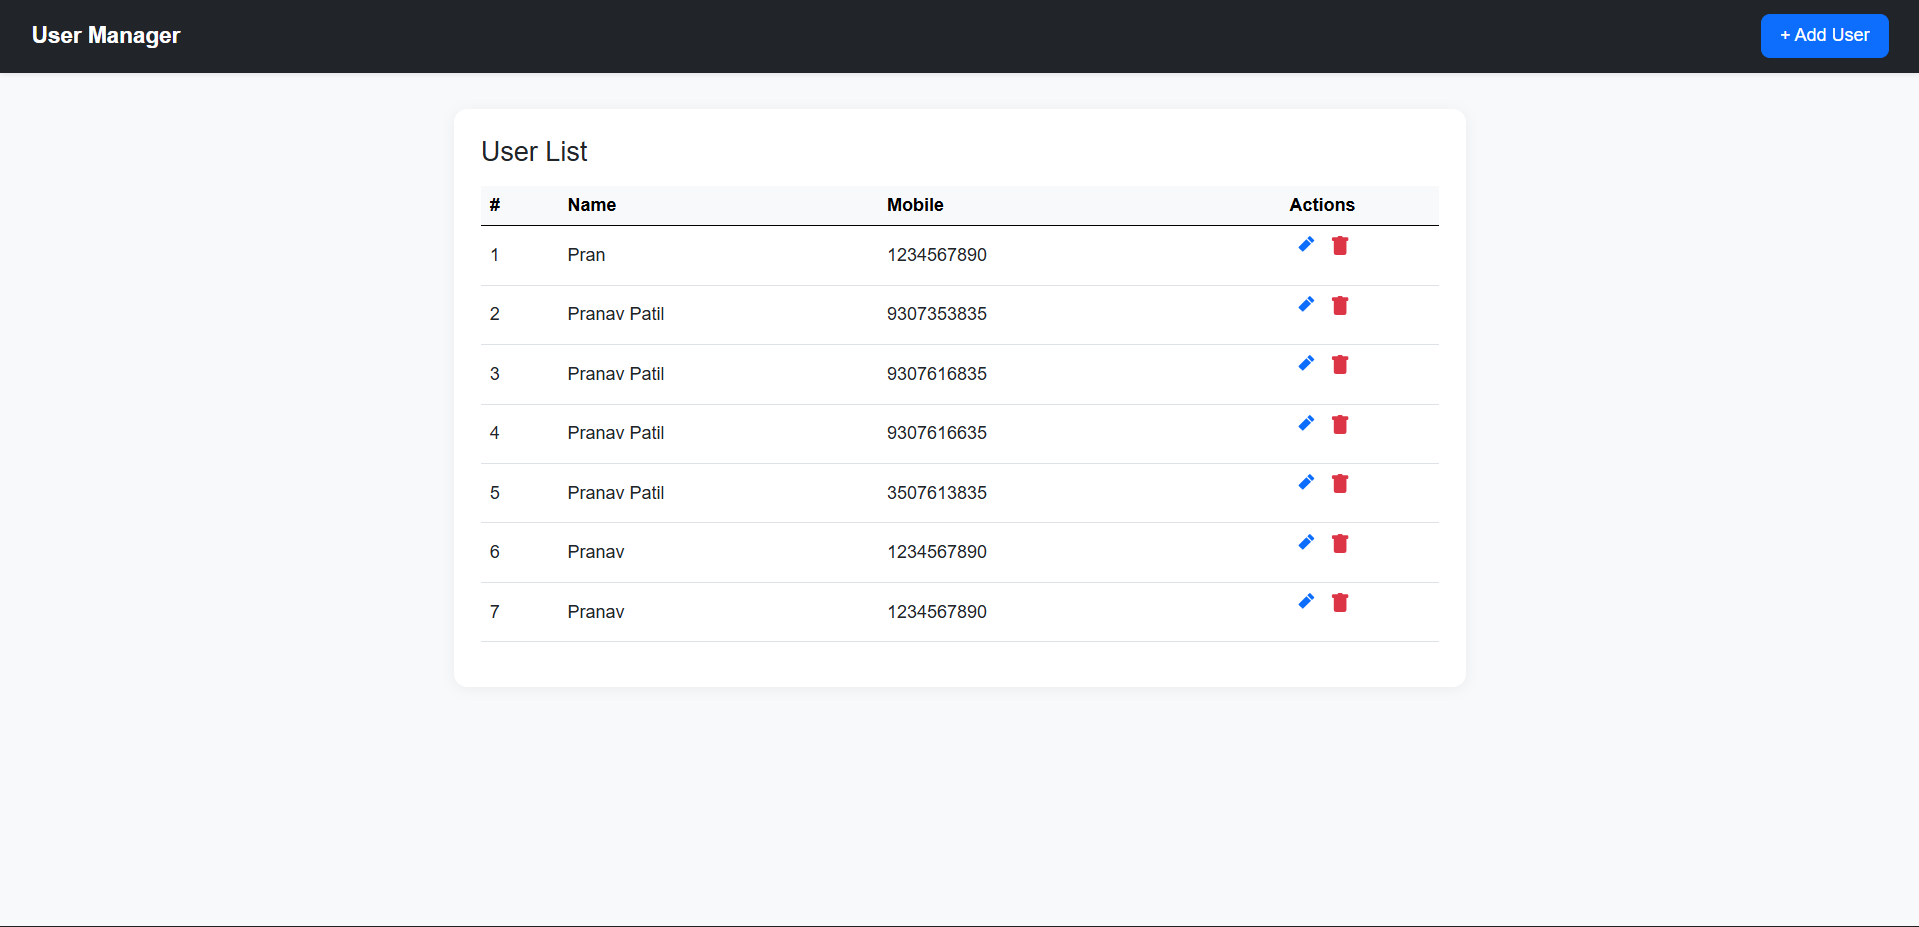 User Manager + Add User
User List
# Name Mobile Actions
1 Pran 1234567890
2 Pranav Patil 9307353835
3 Pranav Patil 9307616835
4 Pranav Patil 9307616635
5 Pranav Patil 3507613835
6 Pranav 1234567890
7 Pranav 1234567890